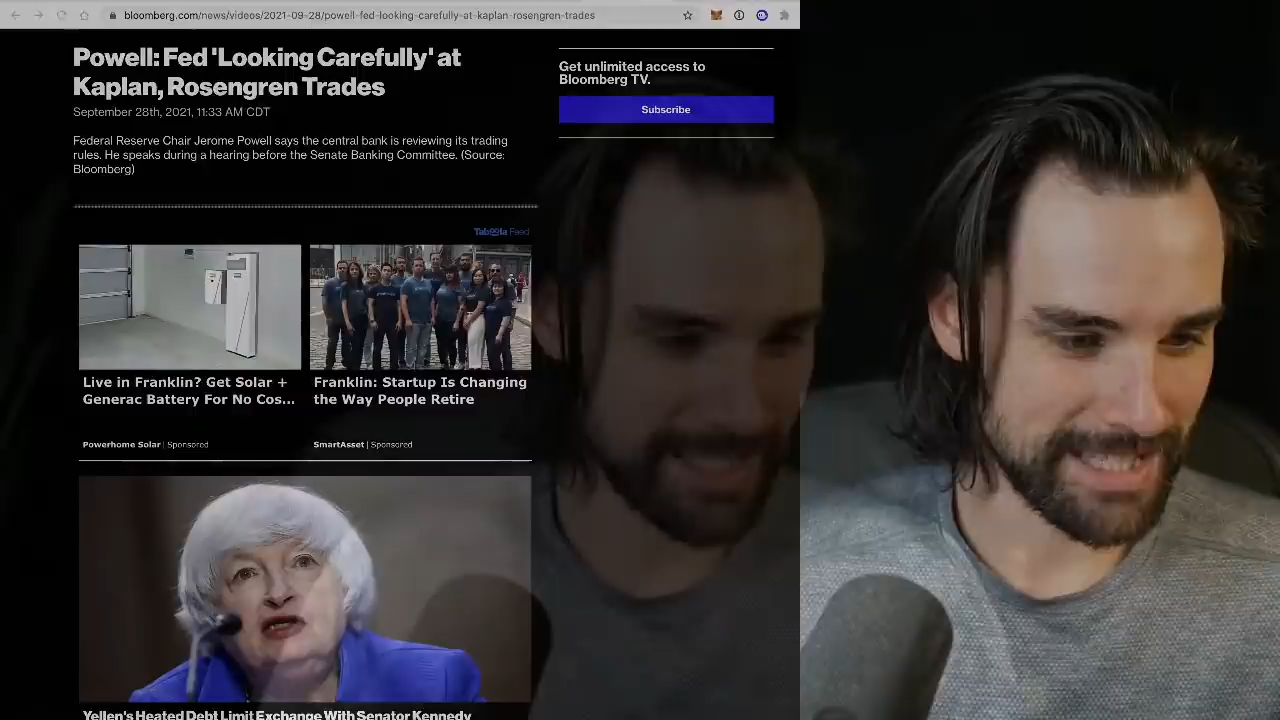 bloomberg.com/news/videos/2021-09-28/powell-fed-looking-carefully-at-kaplan-rosengren-trades
Powell: Fed 'Looking Carefully' at
Kaplan, Rosengren Trades
September 28th, 2021, 11:33 AM CDT
Federal Reserve Chair Jerome Powell says the central bank is reviewing its trading
rules. He speaks during a hearing before the Senate Banking Committee. (Source:
Bloomberg)
Get unlimited access to
Bloomberg TV.
Subscribe
Taboola Feed
Live in Franklin? Get Solar +
Generac Battery For No Cos...
Powerhome Solar | Sponsored
Franklin: Startup Is Changing
the Way People Retire
SmartAsset | Sponsored
Yellen's Heated Debt Limit Exchange With Senator Kennedy